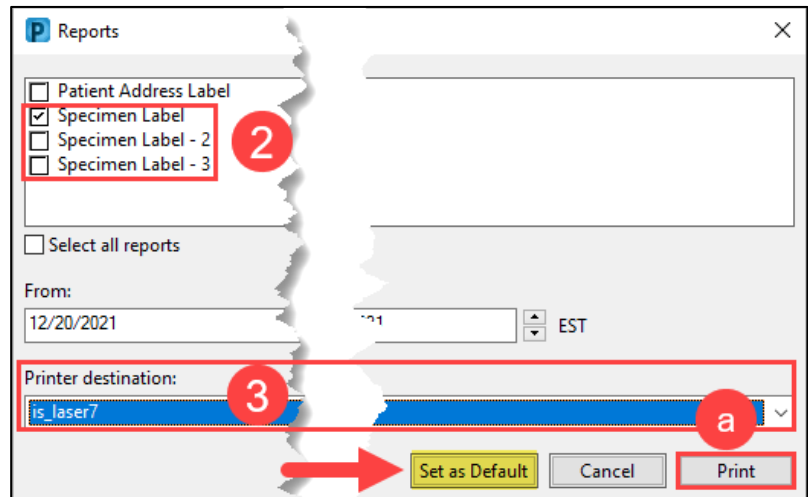 P Reports
Patient Address Label
Specimen Label
Specimen Label - 2
Specimen Label - 3
2
Select all reports
From:
12/20/2021
EST
Printer destination:
3
is_laser7
a
Set as Default
Cancel
Print